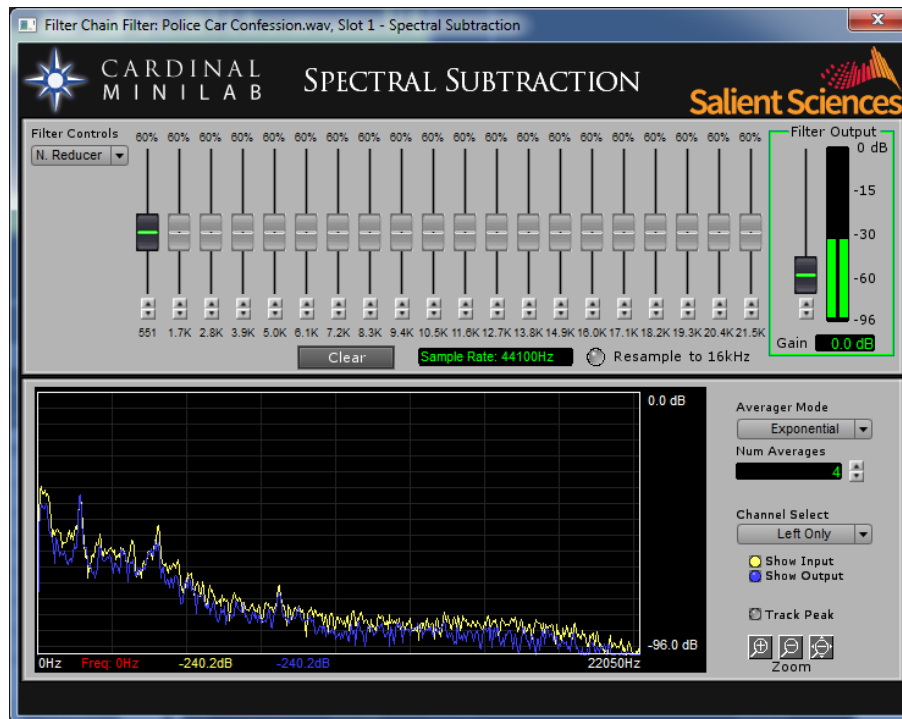 Filter Chain Filter: Police Car Confession.wav, Slot 1 - Spectral Subtraction
CARDINAL
MINILAB
SPECTRAL SUBTRACTION
Salient Sciences
Filter Controls
N. Reducer
60% 60% 60% 60% 60% 60% 60% 60% 60% 60% 60% 60% 60% 60% 60% 60% 60% 60% 60% 60%
551 1.7K 2.8K 3.9K 5.0K 6.1K 7.2K 8.3K 9.4K 10.5K 11.6K 12.7K 13.8K 14.9K 16.0K 17.1K 18.2K 19.3K 20.4K 21.5K
Filter Output
0 dB
-15
-30
-60
-96
Gain 0.0 dB
Clear
Sample Rate: 44100Hz
Resample to 16kHz
0.0 dB
-96.0 dB
0Hz Freq: 0Hz -240.2dB -240.2dB 22050Hz
Averager Mode
Exponential
Num Averages
4
Channel Select
Left Only
Show Input
Show Output
Track Peak
Zoom